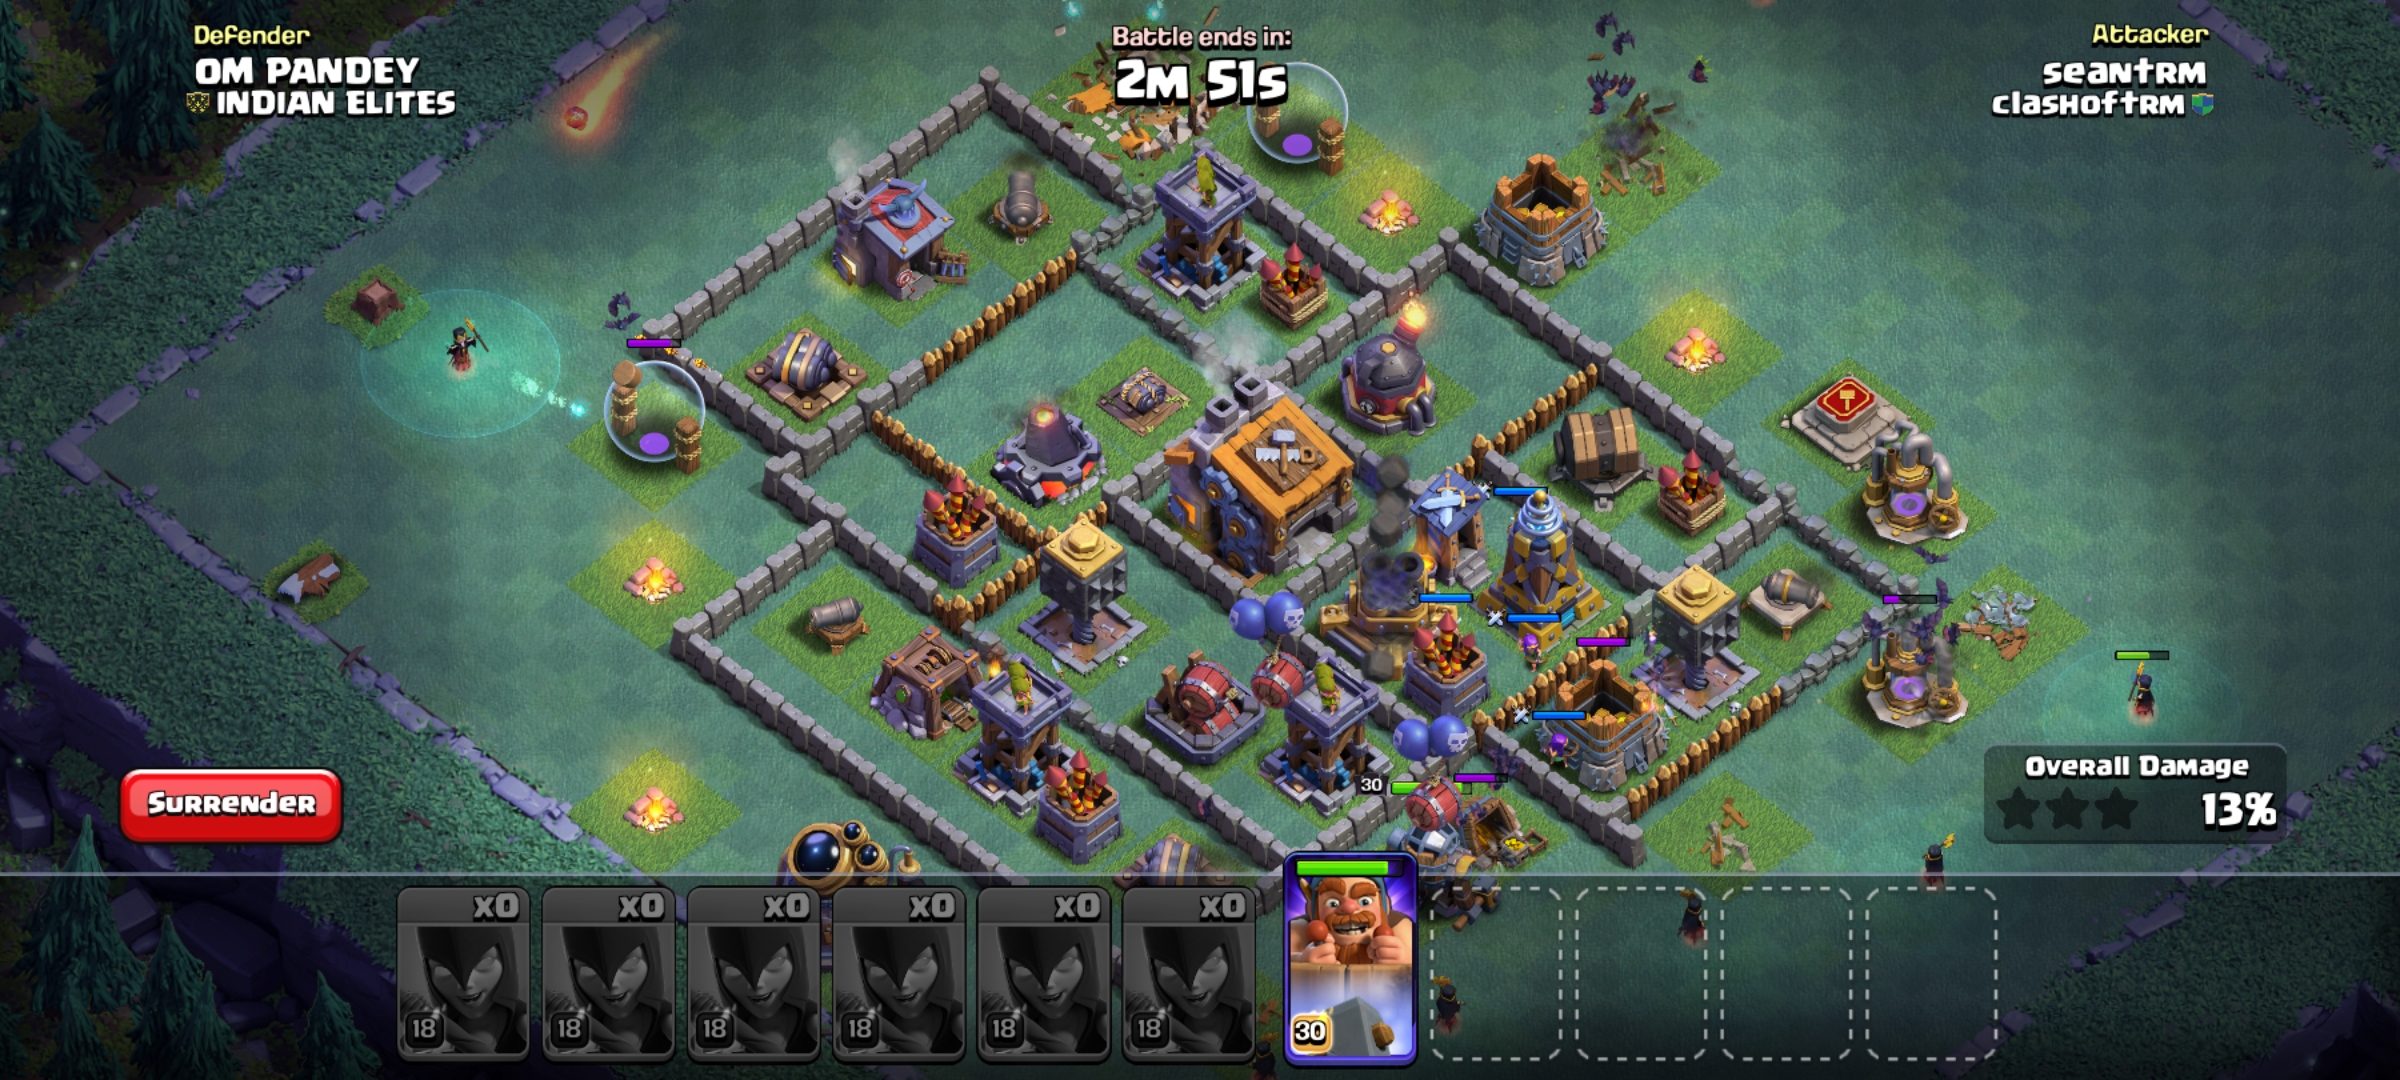 Defender
OM PANDEY
INDIAN ELITES
Battle ends in:
2M 51s
Attacker
seantRM
clashoftRM
Surrender
Overall Damage
13%
30
x0
x0
x0
x0
x0
x0
18
18
18
18
18
18
30